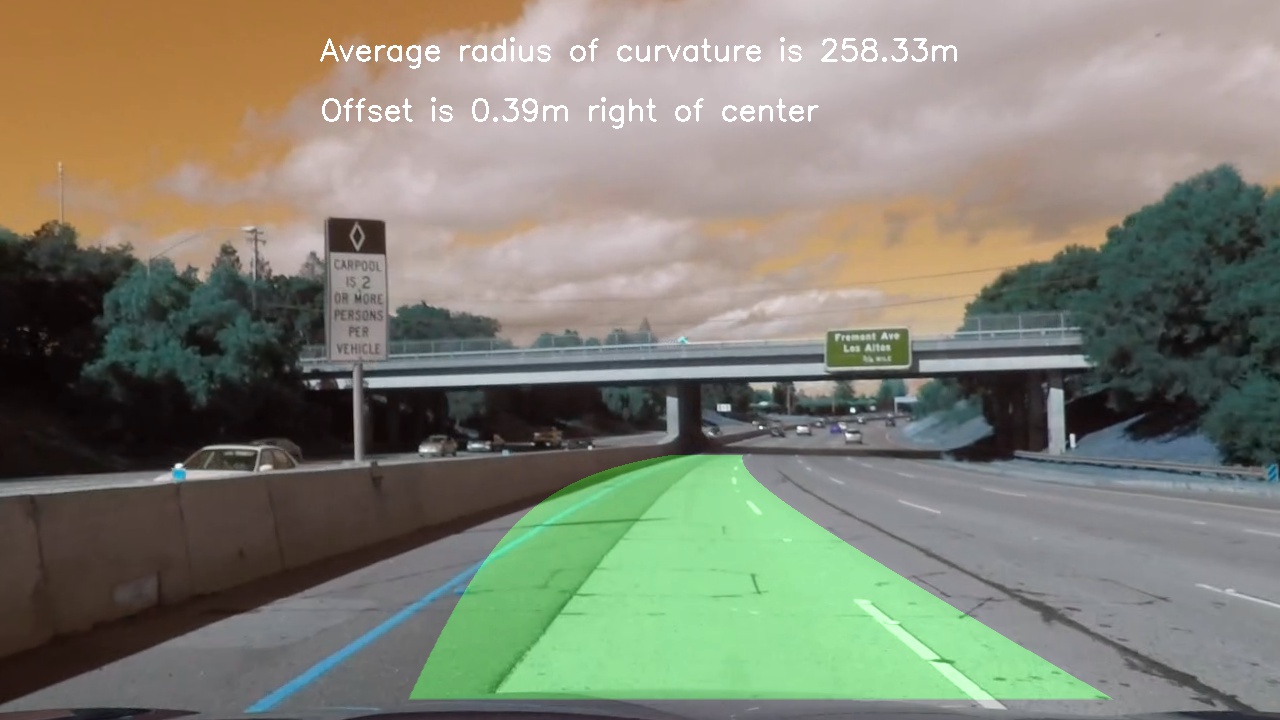 Average radius of curvature is 258.33m
Offset is 0.39m right of center
CARPOOL
IS 2
OR MORE
PERSONS
PER
VEHICLE
Fremont Ave
Los Altos
MILE